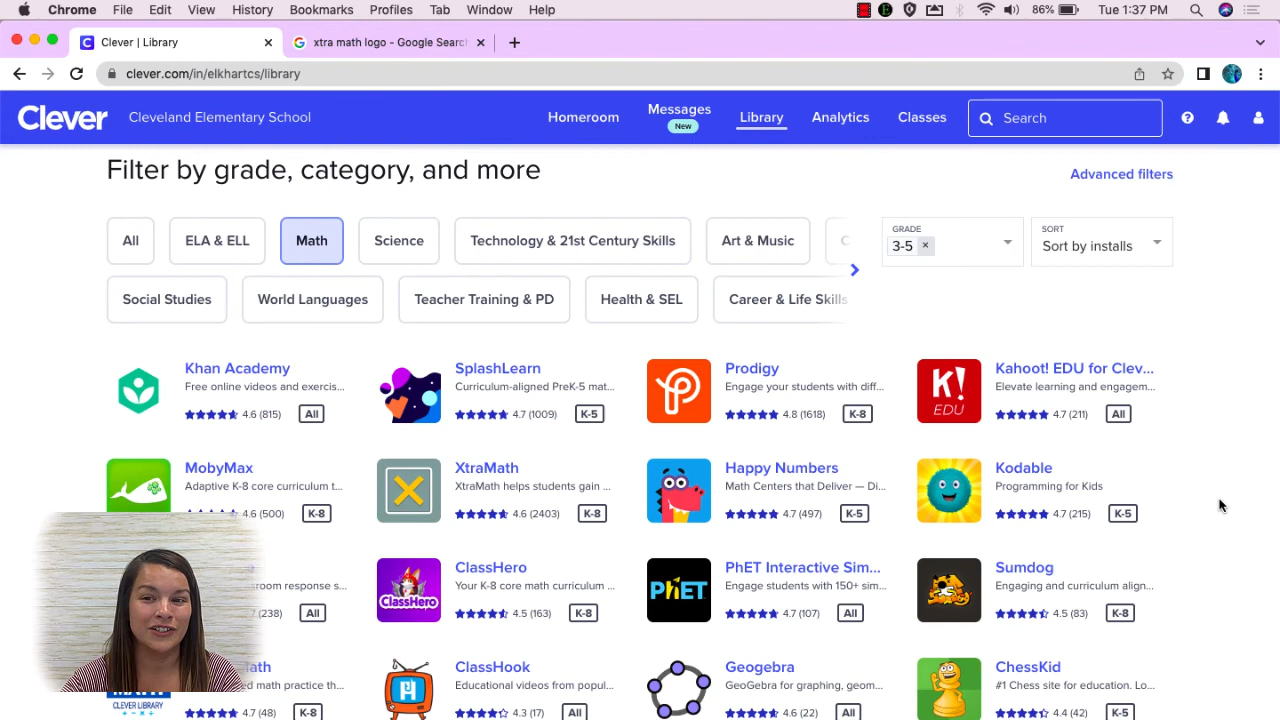 Chrome File Edit View History Bookmarks Profiles Tab Window Help 86% Tue 1:37 PM
Clever | Library xtra math logo - Google Search
clever.com/in/elkhartcs/library
Clever Cleveland Elementary School Homeroom Messages New Library Analytics Classes Search
Filter by grade, category, and more Advanced filters
All ELA & ELL Math Science Technology & 21st Century Skills Art & Music GRADE 3-5 × SORT Sort by installs
Social Studies World Languages Teacher Training & PD Health & SEL Career & Life Skills
Khan Academy SplashLearn Prodigy Kahoot! EDU for Clev...
Free online videos and exercis... Curriculum-aligned PreK-5 mat... Engage your students with diff... Elevate learning and engagem...
4.6 (815) All 4.7 (1009) K-5 4.8 (1618) K-8 K! EDU 4.7 (211) All
MobyMax XtraMath Happy Numbers Kodable
Adaptive K-8 core curriculum t... XtraMath helps students gain ... Math Centers that Deliver — Di... Programming for Kids
4.6 (500) K-8 4.6 (2403) K-8 4.7 (497) K-5 4.7 (215) K-5
ClassHero PhET Interactive Sim... Sumdog
room response s... Your K-8 core math curriculum ... Engage students with 150+ sim... Engaging and curriculum align...
(238) All ClassHero 4.5 (163) K-8 PhET 4.7 (107) All 4.5 (83) K-8
ath ClassHook Geogebra ChessKid
ed math practice th... Educational videos from popul... GeoGebra for graphing, geom... #1 Chess site for education. Lo...
CLEVER LIBRARY 4.7 (48) K-8 H 4.3 (17) All 4.6 (22) All 4.4 (42) K-5